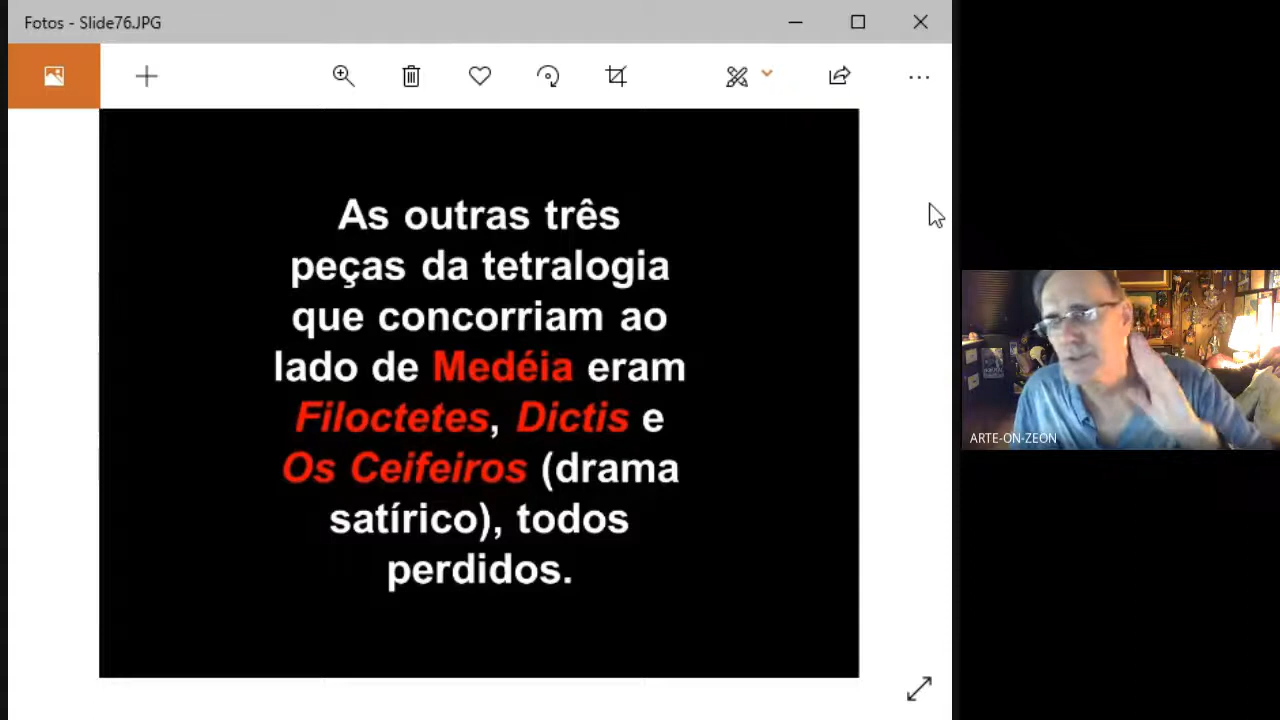 Fotos - Slide76.JPG
As outras três
peças da tetralogia
que concorriam ao
lado de Medéia eram
Filoctetes, Dictis e
Os Ceifeiros (drama
satírico), todos
perdidos.
ARTE-ON-ZEON